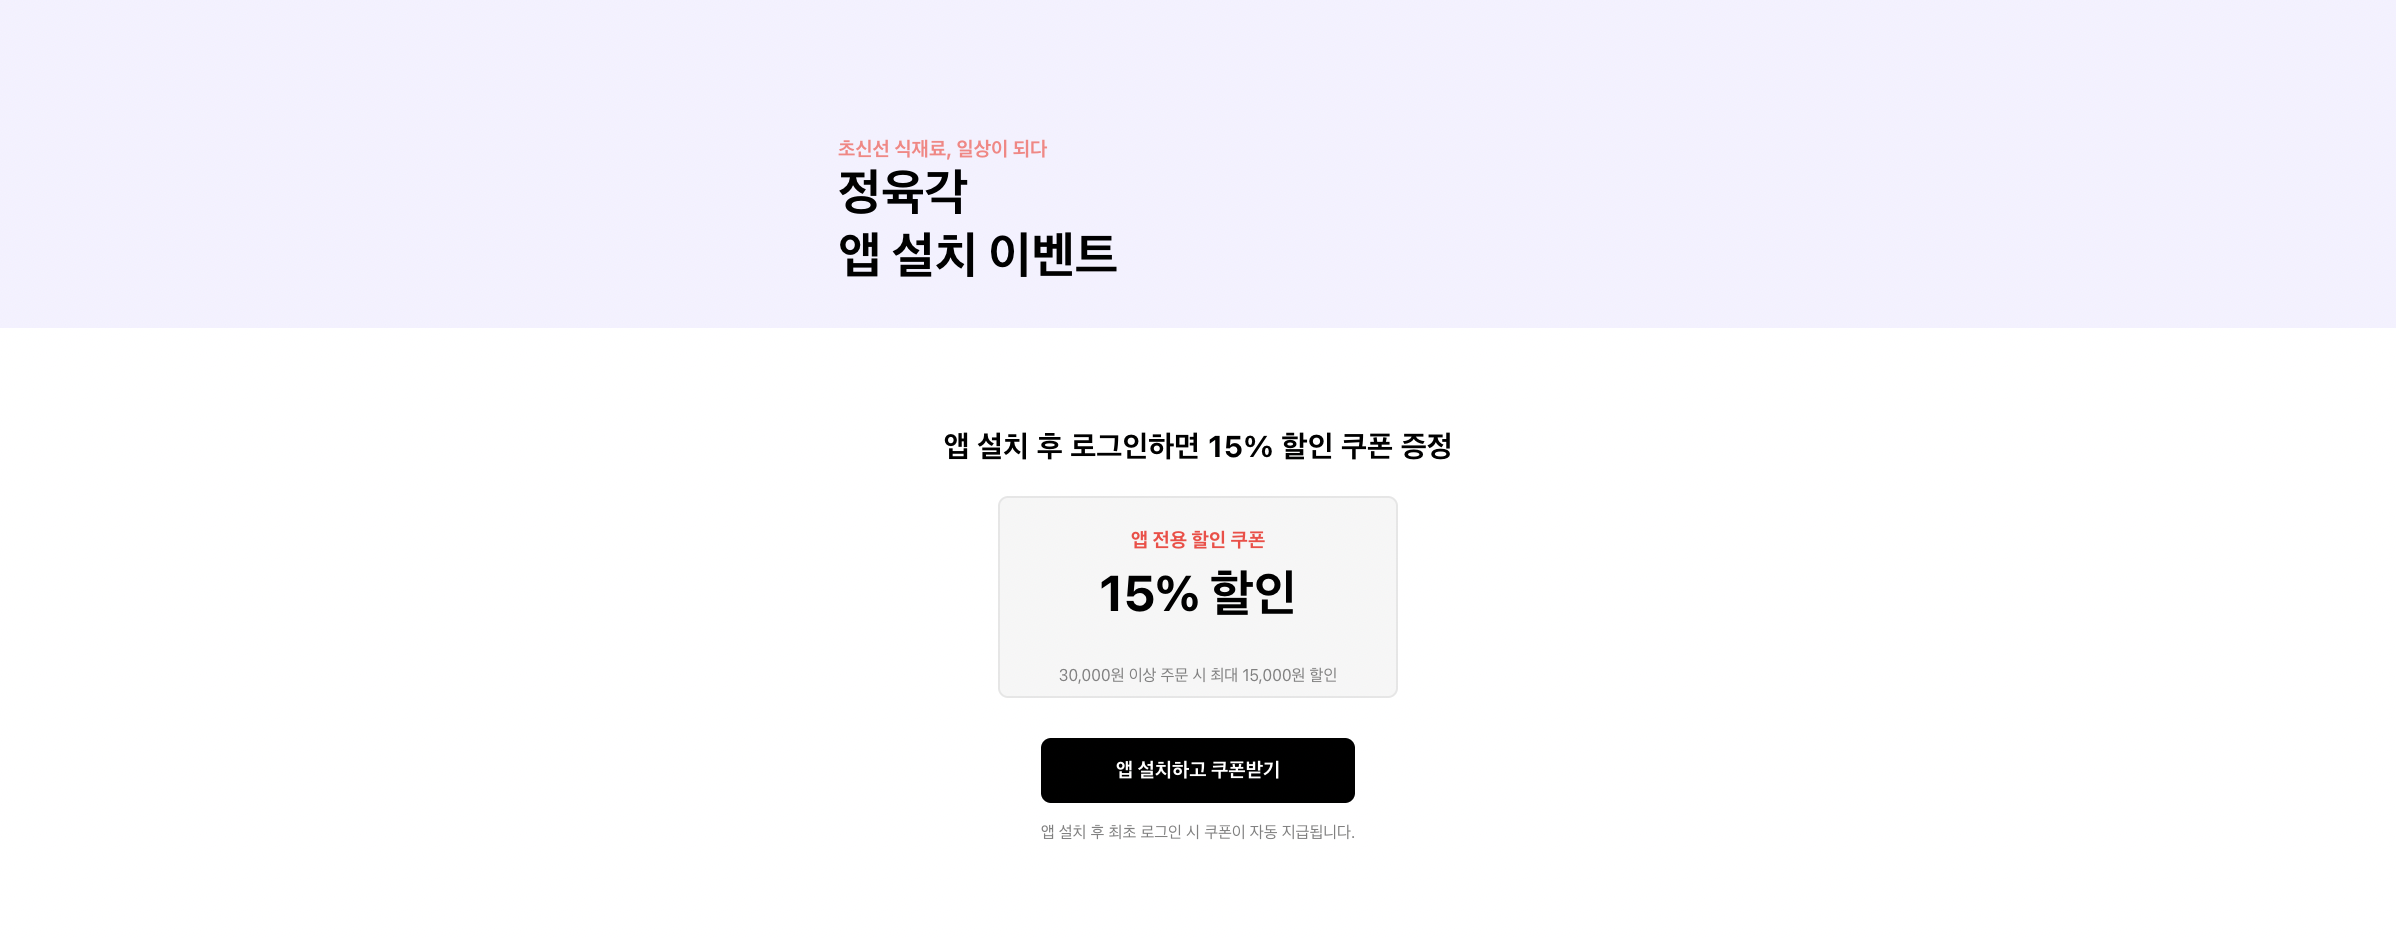 초신선 식재료, 일상이 되다
정육각
앱 설치 이벤트
앱 설치 후 로그인하면 15% 할인 쿠폰 증정
앱 전용 할인 쿠폰
15% 할인
30,000원 이상 주문 시 최대 15,000원 할인
앱 설치하고 쿠폰받기
앱 설치 후 최초 로그인 시 쿠폰이 자동 지급됩니다.